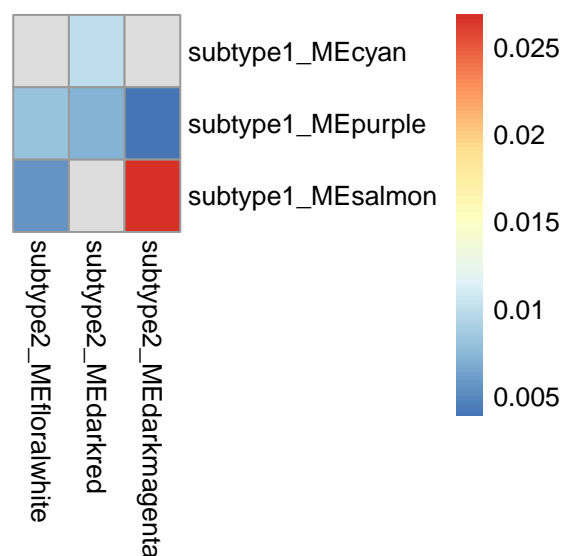 subtype1_MEcyan
subtype1_MEpurple
subtype1_MEsalmon
subtype2_MEfloralwhite
subtype2_MEdarkred
subtype2_MEdarkmagenta
0.025
0.02
0.015
0.01
0.005